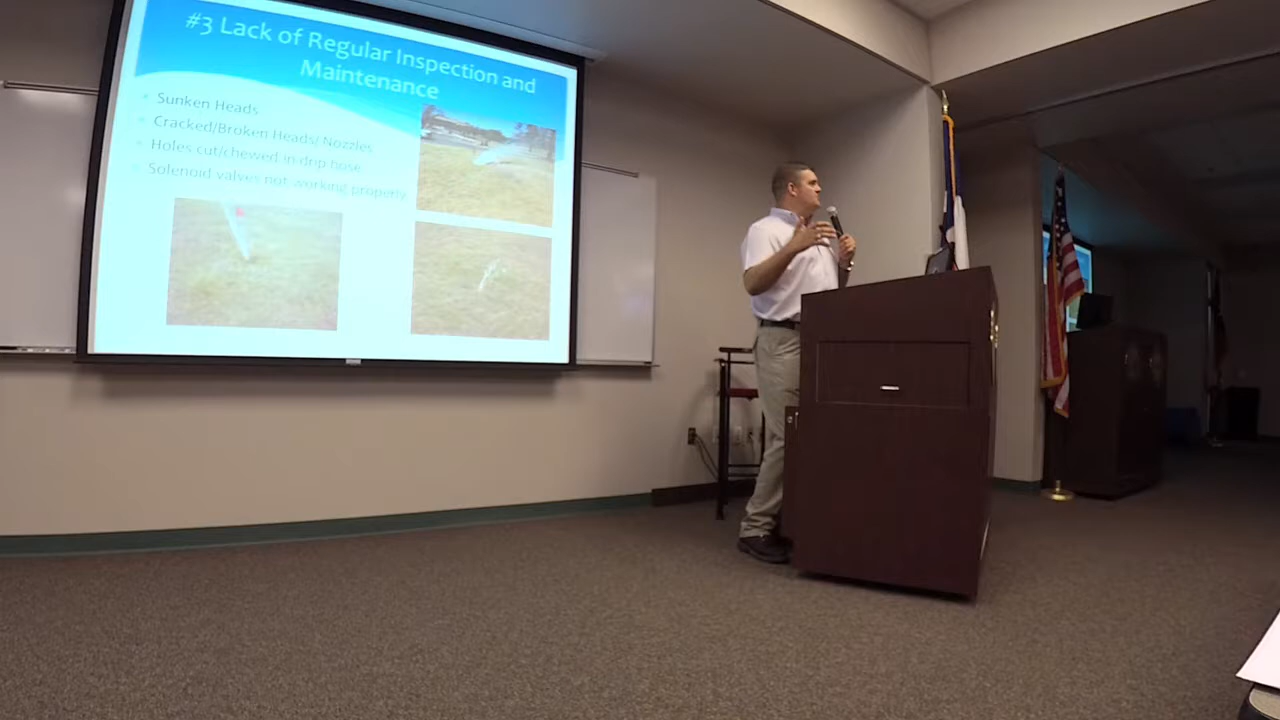 #3 Lack of Regular Inspection and
Maintenance
Sunken Heads
Cracked/Broken Heads/ Nozzles
Holes cut/chewed in drip hose
Solenoid valves not working properly